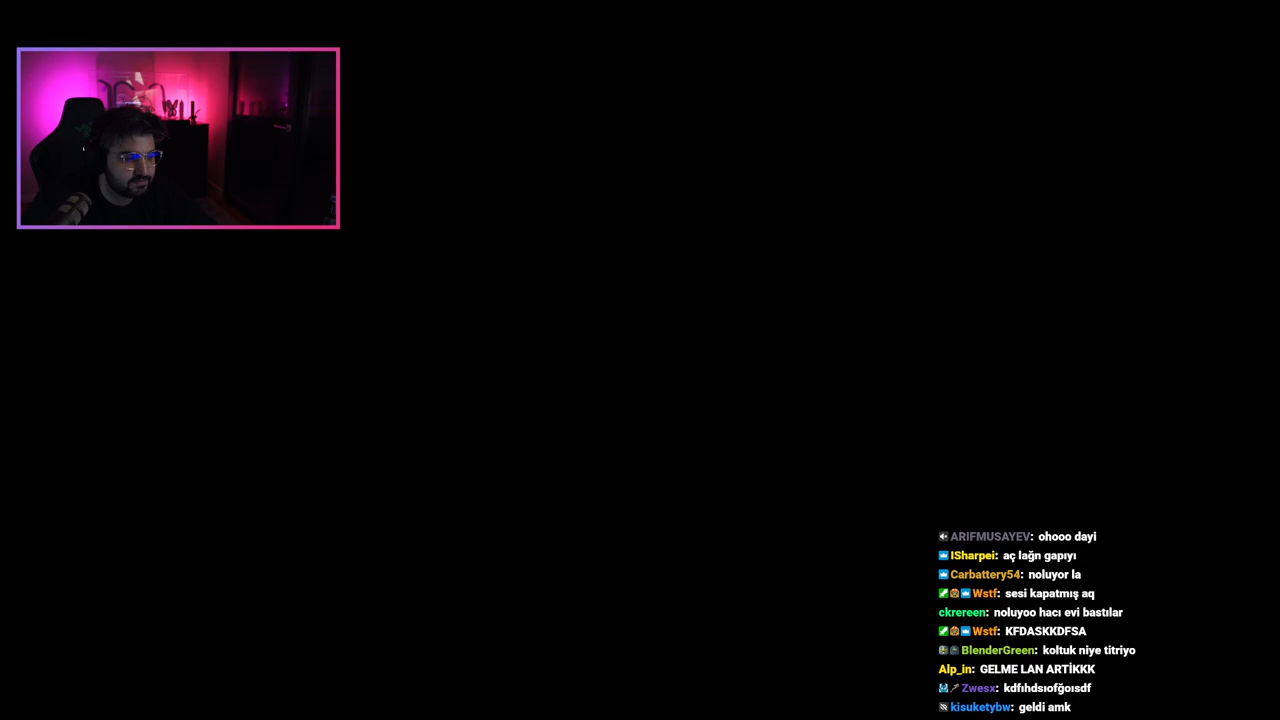 ARIFMUSAYEV: ohooo dayi
ISharpei: aç lağn gapıyı
Carbattery54: noluyor la
Wstf: sesi kapatmış aq
ckrereen: noluyoo hacı evi bastılar
Wstf: KFDASKKDFSA
BlenderGreen: koltuk niye titriyo
Alp_in: GELME LAN ARTİKKK
Zwesx: kdfıhdsıofğoısdf
kisuketybw: geldi amk